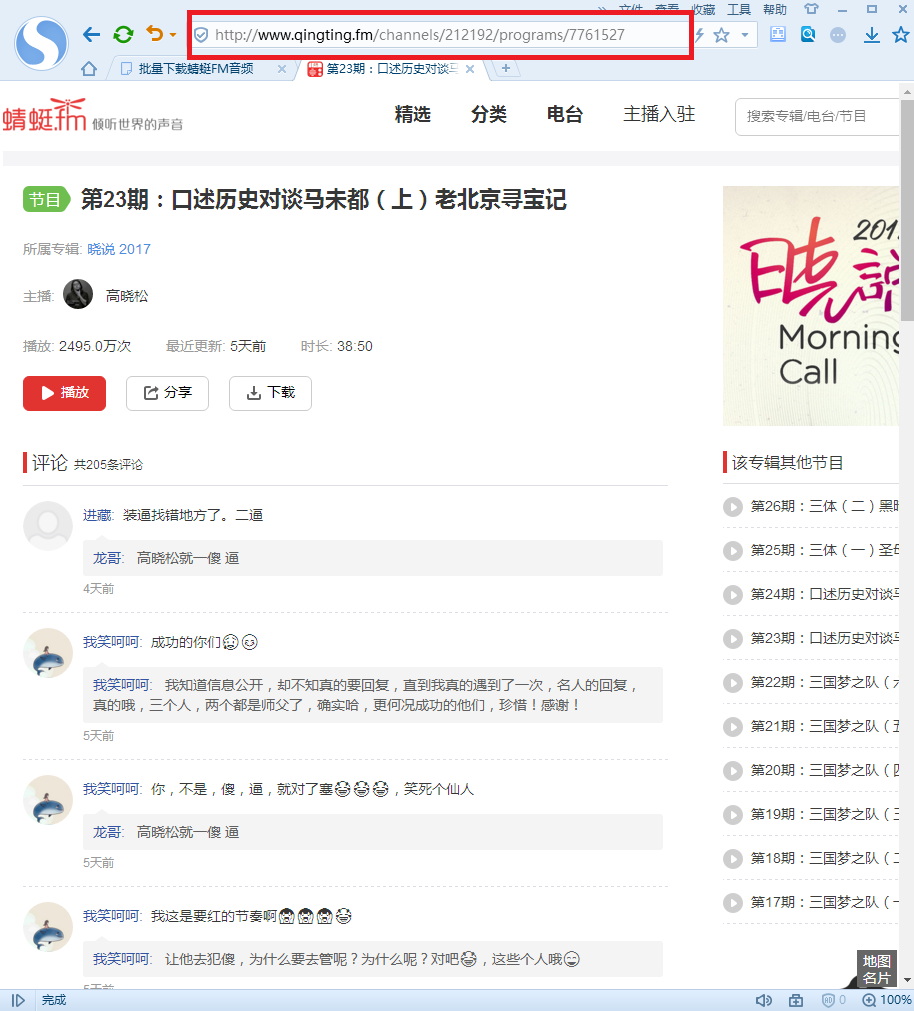 » 文件 查看 收藏 工具 帮助
http://www.qingting.fm/channels/212192/programs/7761527
批量下载蜻蜓FM音频
第23期：口述历史对谈马
蜻蜓.fm 倾听世界的声音
精选 分类 电台 主播入驻
搜索专辑/电台/节目
节目 第23期：口述历史对谈马未都（上）老北京寻宝记
所属专辑: 晓说 2017
主播: 高晓松
播放: 2495.0万次 最近更新: 5天前 时长: 38:50
播放 分享 下载
201
晓说
Morning
Call
评论 共205条评论
进藏: 装逼找错地方了。二逼
龙哥: 高晓松就一傻 逼
4天前
我笑呵呵: 成功的你们
我笑呵呵: 我知道信息公开，却不知真的要回复，直到我真的遇到了一次，名人的回复，
真的哦，三个人，两个都是师父了，确实哈，更何况成功的他们，珍惜！感谢！
5天前
我笑呵呵: 你，不是，傻，逼，就对了塞，笑死个仙人
龙哥: 高晓松就一傻 逼
5天前
我笑呵呵: 我这是要红的节奏啊
我笑呵呵: 让他去犯傻，为什么要去管呢？为什么呢？对吧，这些个人哦
5天前
该专辑其他节目
第26期：三体（二）黑暗
第25期：三体（一）圣母
第24期：口述历史对谈马
第23期：口述历史对谈马
第22期：三国梦之队（六
第21期：三国梦之队（五
第20期：三国梦之队（四
第19期：三国梦之队（三
第18期：三国梦之队（二
第17期：三国梦之队（一
地图
名片
完成
0
100%